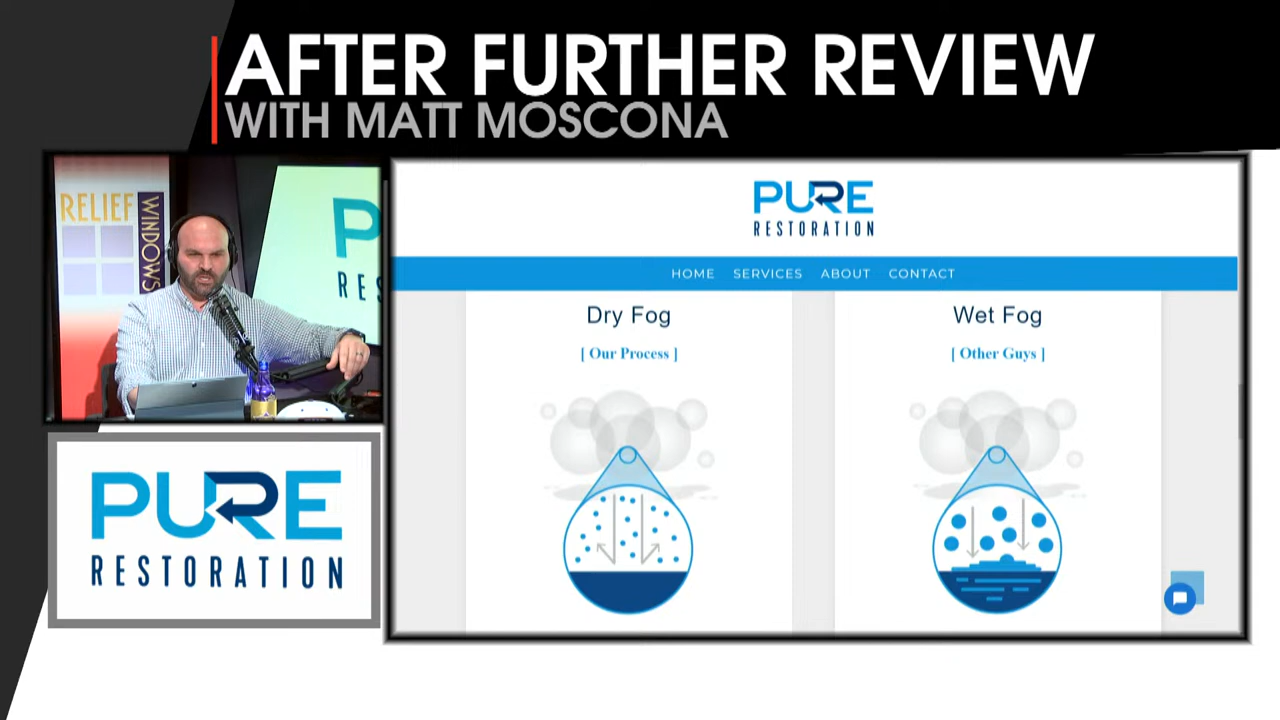 AFTER FURTHER REVIEW
WITH MATT MOSCONA
RELIEF
WINDOWS
P
RES
PURE
RESTORATION
HOME SERVICES ABOUT CONTACT
Dry Fog
[ Our Process ]
Wet Fog
[ Other Guys ]
PURE
RESTORATION